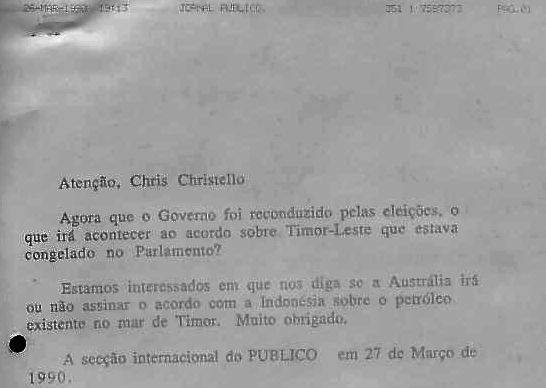 26-MAR-1990 19:13 JORNAL PUBLICO. 351 1 7587373 PAG.01
Atenção, Chris Christello
Agora que o Governo foi reconduzido pelas eleições, o
que irá acontecer ao acordo sobre Timor-Leste que estava
congelado no Parlamento?
Estamos interessados em que nos diga se a Austrália irá
ou não assinar o acordo com a Indonésia sobre o petróleo
existente no mar de Timor. Muito obrigado.
A secção internacional do PUBLICO em 27 de Março de
1990.